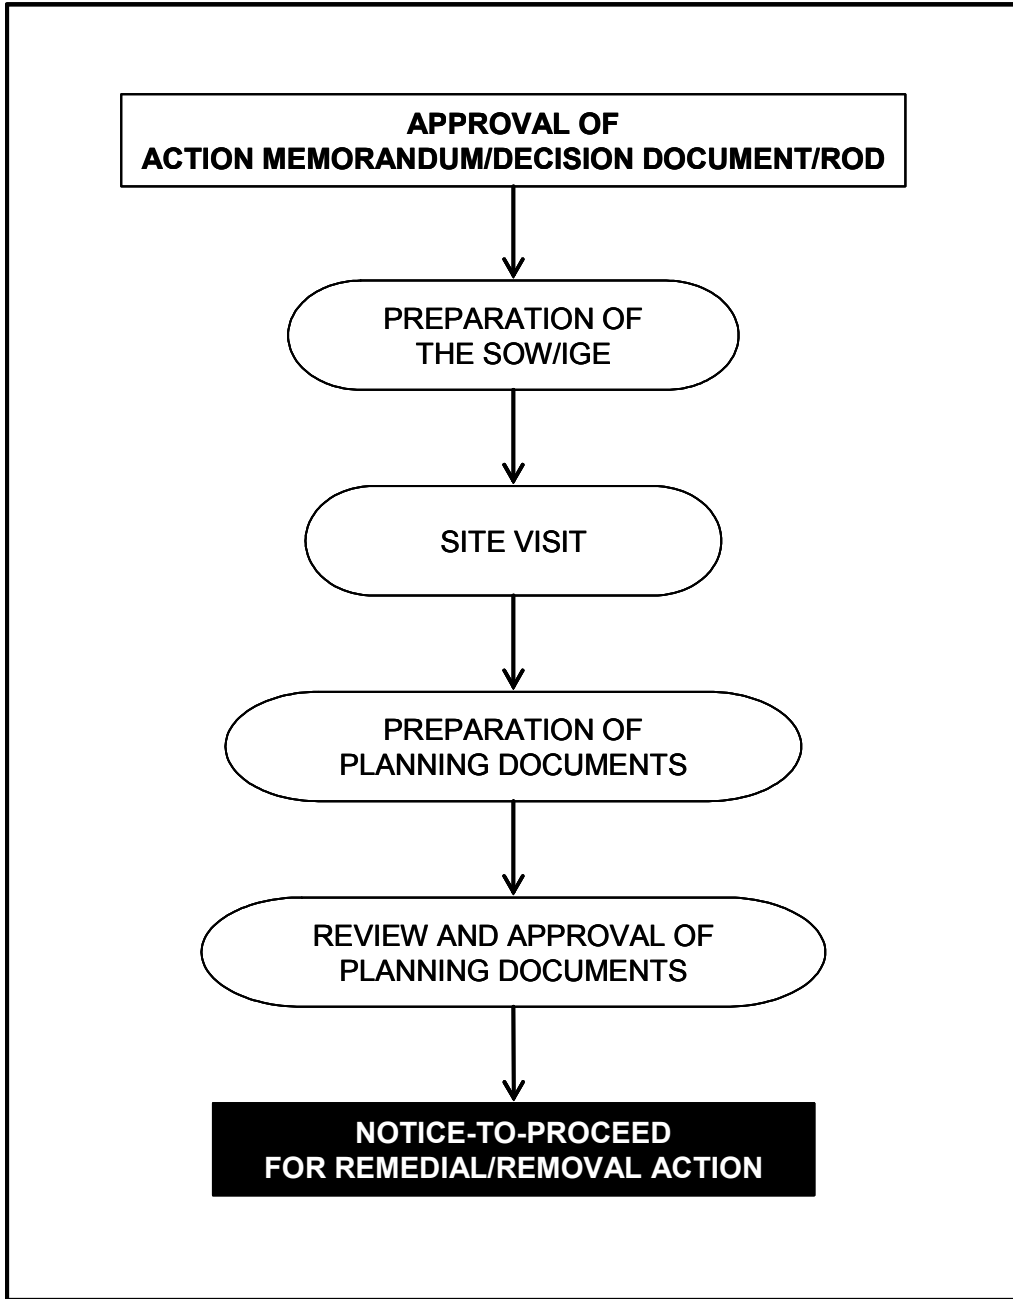 APPROVAL OF
ACTION MEMORANDUM/DECISION DOCUMENT/ROD
PREPARATION OF
THE SOW/IGE
SITE VISIT
PREPARATION OF
PLANNING DOCUMENTS
REVIEW AND APPROVAL OF
PLANNING DOCUMENTS
NOTICE-TO-PROCEED
FOR REMEDIAL/REMOVAL ACTION